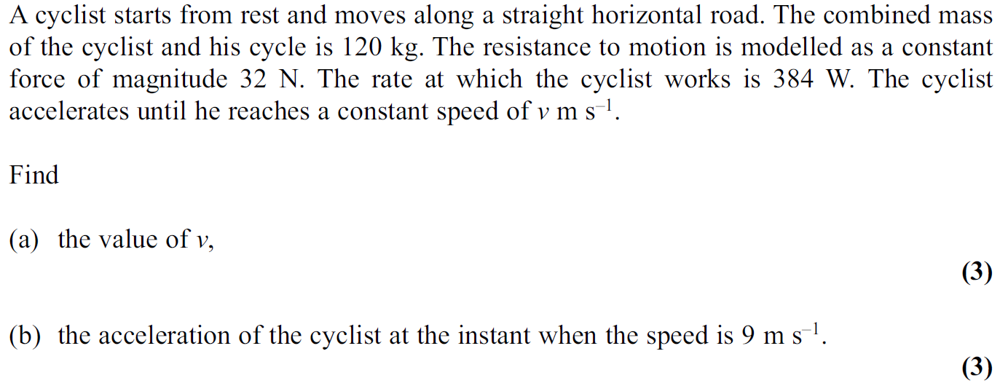 A cyclist starts from rest and moves along a straight horizontal road. The combined mass
of the cyclist and his cycle is 120 kg. The resistance to motion is modelled as a constant
force of magnitude 32 N. The rate at which the cyclist works is 384 W. The cyclist
accelerates until he reaches a constant speed of v m s⁻¹.
Find
(a) the value of v,
(3)
(b) the acceleration of the cyclist at the instant when the speed is 9 m s⁻¹.
(3)